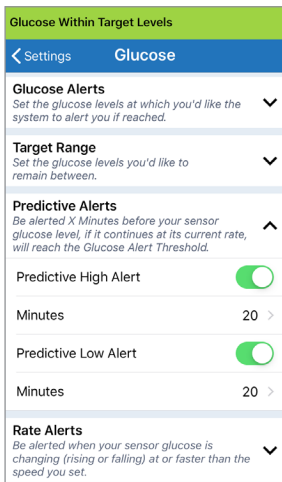 Glucose Within Target Levels
Settings
Glucose
Glucose Alerts
Set the glucose levels at which you'd like the
system to alert you if reached.
Target Range
Set the glucose levels you'd like to
remain between.
Predictive Alerts
Be alerted X Minutes before your sensor
glucose level, if it continues at its current rate,
will reach the Glucose Alert Threshold.
Predictive High Alert
Minutes 20
Predictive Low Alert
Minutes 20
Rate Alerts
Be alerted when your sensor glucose is
changing (rising or falling) at or faster than the
speed you set.